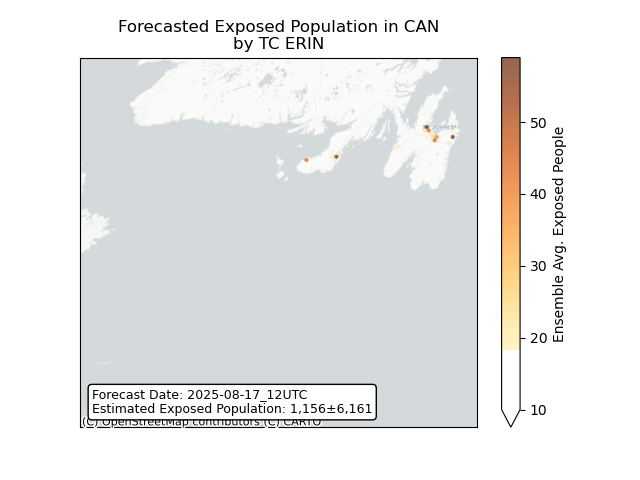 Forecasted Exposed Population in CAN
by TC ERIN
JOHN'S
50
40
30
20
10
Ensemble Avg. Exposed People
Forecast Date: 2025-08-17_12UTC
Estimated Exposed Population: 1,156±6,161
(C) OpenStreetMap contributors (C) CARTO